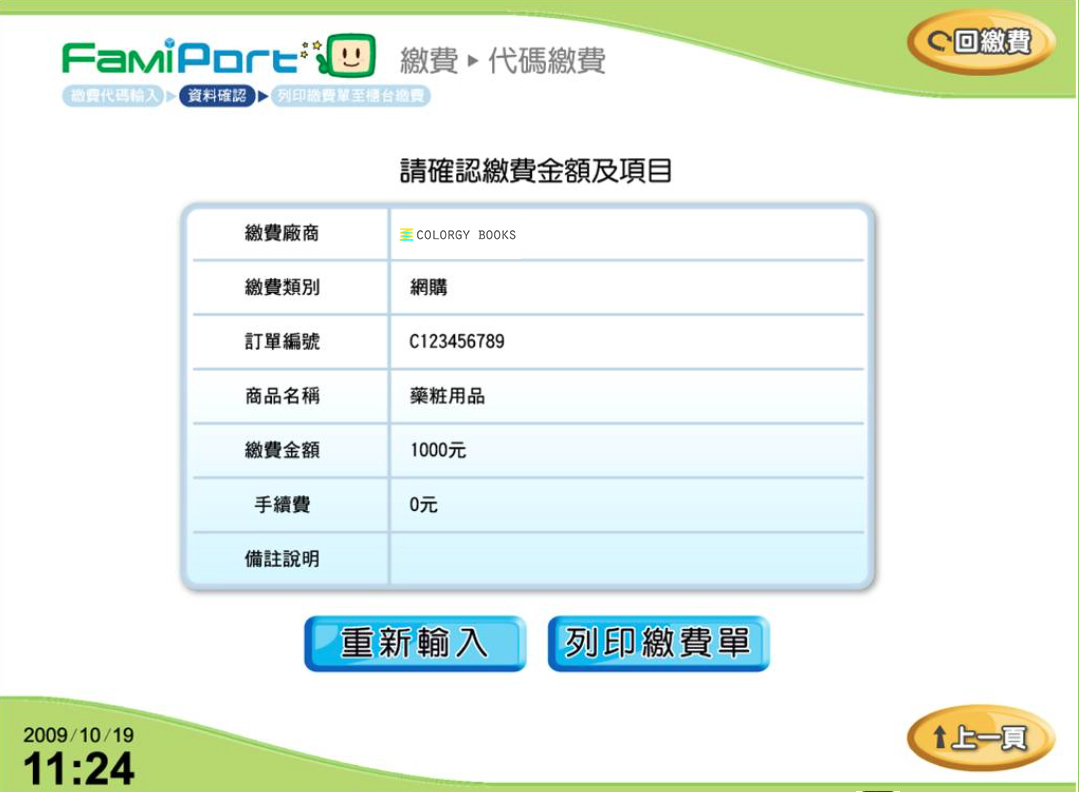 FamiPort 繳費▶代碼繳費
回繳費
繳費代碼輸入▶資料確認▶列印繳費單至櫃台繳費
請確認繳費金額及項目
繳費廠商 COLORGY BOOKS
繳費類別 網購
訂單編號 C123456789
商品名稱 藥粧用品
繳費金額 1000元
手續費 0元
備註說明
重新輸入 列印繳費單
2009/10/19
11:24
上一頁